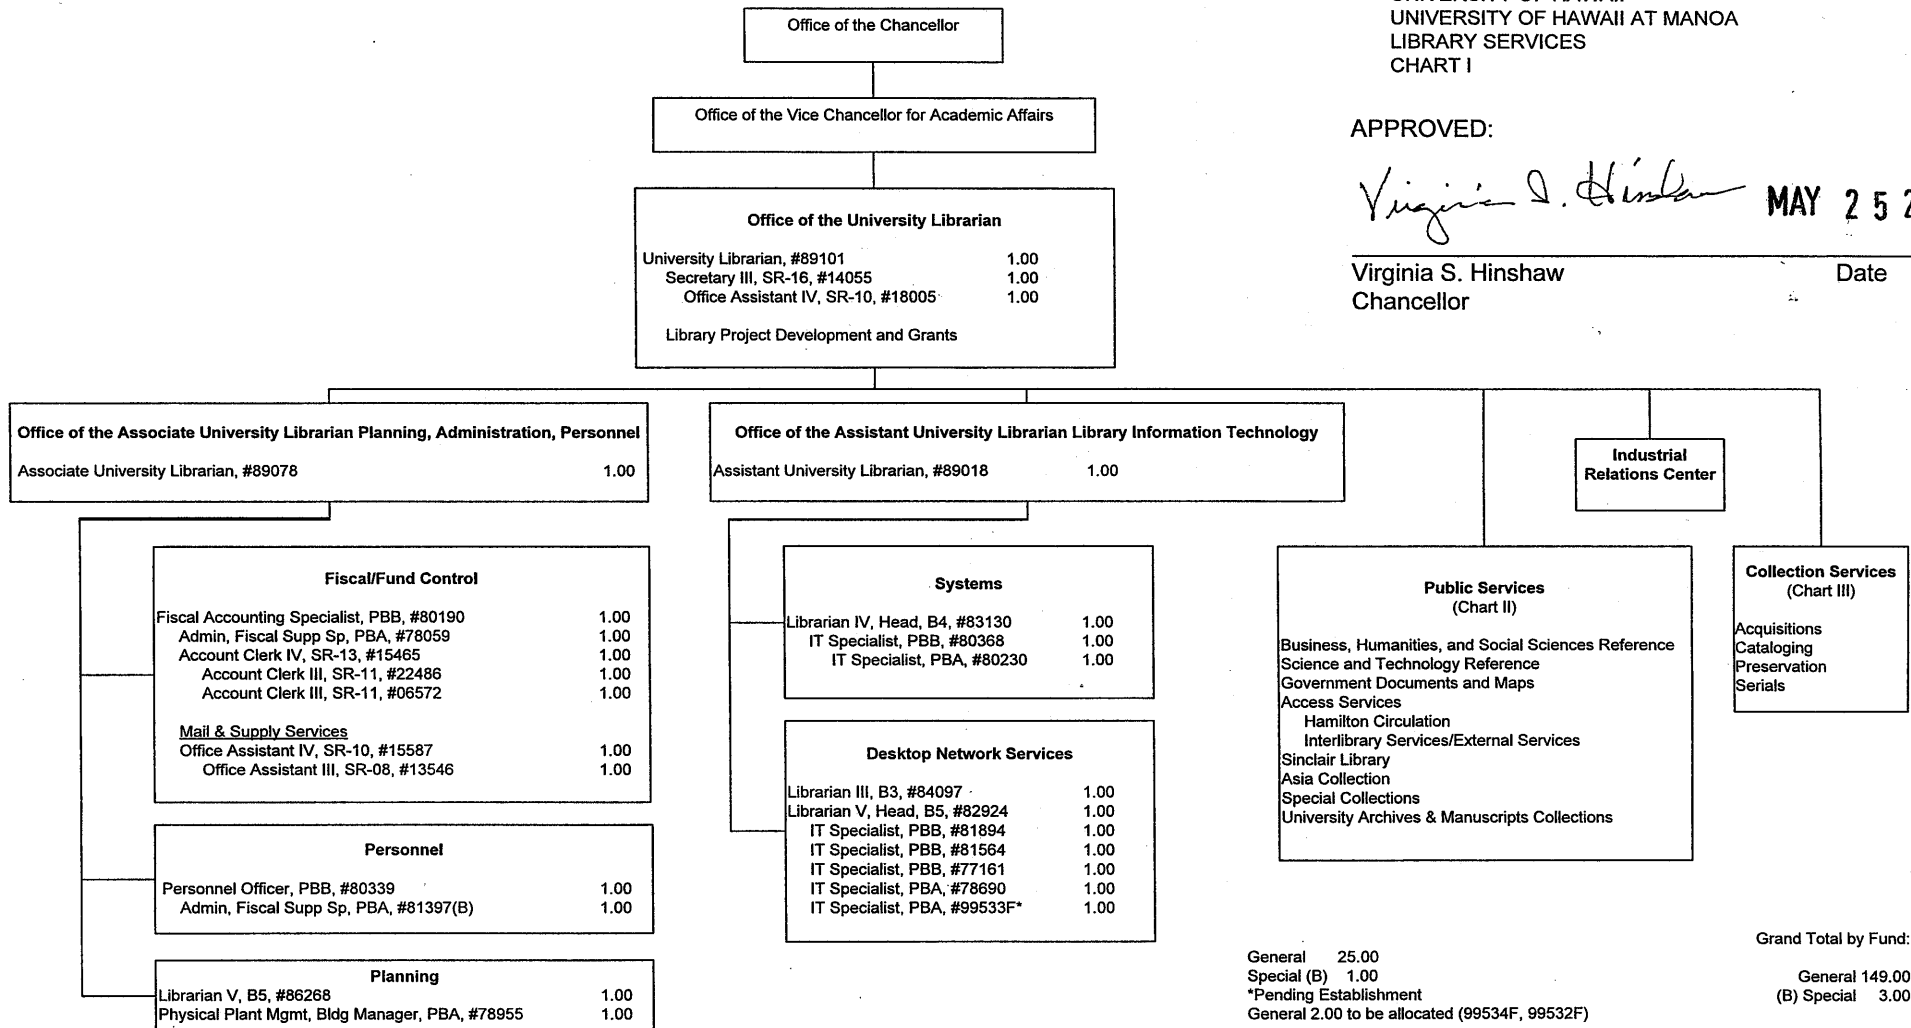 Office of the Chancellor
UNIVERSITY OF HAWAII AT MANOA
LIBRARY SERVICES
CHART I
Office of the Vice Chancellor for Academic Affairs
APPROVED:
Virginia S. Hinshaw MAY 25 2
Virginia S. Hinshaw Date
Chancellor
Office of the University Librarian
University Librarian, #89101 1.00
Secretary III, SR-16, #14055 1.00
Office Assistant IV, SR-10, #18005 1.00
Library Project Development and Grants
Office of the Associate University Librarian Planning, Administration, Personnel
Associate University Librarian, #89078 1.00
Office of the Assistant University Librarian Library Information Technology
Assistant University Librarian, #89018 1.00
Industrial
Relations Center
Fiscal/Fund Control
Fiscal Accounting Specialist, PBB, #80190 1.00
Admin, Fiscal Supp Sp, PBA, #78059 1.00
Account Clerk IV, SR-13, #15465 1.00
Account Clerk III, SR-11, #22486 1.00
Account Clerk III, SR-11, #06572 1.00
Mail & Supply Services
Office Assistant IV, SR-10, #15587 1.00
Office Assistant III, SR-08, #13546 1.00
Personnel
Personnel Officer, PBB, #80339 1.00
Admin, Fiscal Supp Sp, PBA, #81397(B) 1.00
Planning
Librarian V, B5, #86268 1.00
Physical Plant Mgmt, Bldg Manager, PBA, #78955 1.00
Systems
Librarian IV, Head, B4, #83130 1.00
IT Specialist, PBB, #80368 1.00
IT Specialist, PBA, #80230 1.00
Desktop Network Services
Librarian III, B3, #84097 1.00
Librarian V, Head, B5, #82924 1.00
IT Specialist, PBB, #81894 1.00
IT Specialist, PBB, #81564 1.00
IT Specialist, PBB, #77161 1.00
IT Specialist, PBA, #78690 1.00
IT Specialist, PBA, #99533F* 1.00
Public Services
(Chart II)
Business, Humanities, and Social Sciences Reference
Science and Technology Reference
Government Documents and Maps
Access Services
Hamilton Circulation
Interlibrary Services/External Services
Sinclair Library
Asia Collection
Special Collections
University Archives & Manuscripts Collections
Collection Services
(Chart III)
Acquisitions
Cataloging
Preservation
Serials
General 25.00
Special (B) 1.00
*Pending Establishment
General 2.00 to be allocated (99534F, 99532F)
Grand Total by Fund:
General 149.00
(B) Special 3.00